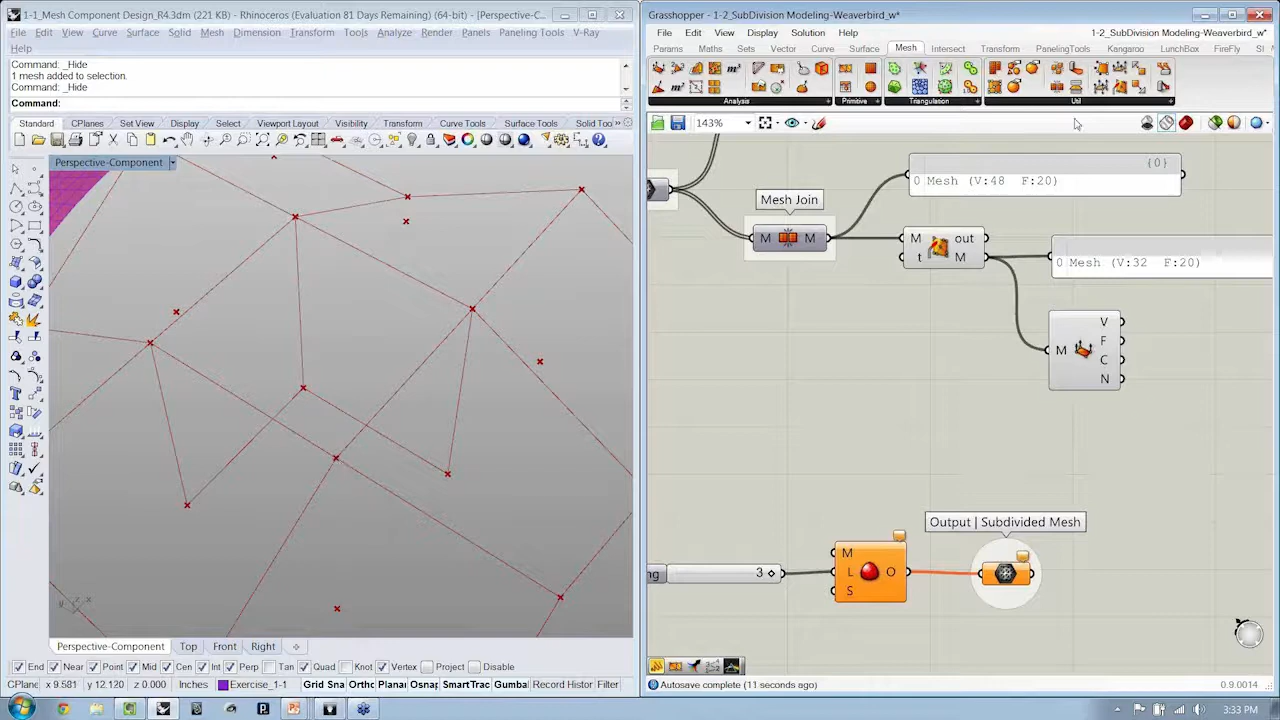 1-1_Mesh Component Design_R4.3dm (221 KB) - Rhinoceros (Evaluation 81 Days Remaining) (64-bit) - [Perspective-C...
File Edit View Curve Surface Solid Mesh Dimension Transform Tools Analyze Render Panels Paneling Tools V-Ray
Help
Command: _Hide
1 mesh added to selection.
Command: _Hide
Command:
Standard CPlanes Set View Display Select Viewport Layout Visibility Transform Curve Tools Surface Tools Solid Too
Perspective-Component
Perspective-Component Top Front Right
End Near Point Mid Cen Int Perp Tan Quad Knot Vertex Project Disable
CPlane x 9.581 y 12.120 z 0.000 Inches Exercise_1- Grid Sna Ortho Planar Osnap SmartTrac Gumba Record Histor Filter
Grasshopper - 1-2_SubDivision Modeling-Weaverbird_w*
File Edit View Display Solution Help
1-2_SubDivision Modeling-Weaverbird_w*
Params Maths Sets Vector Curve Surface Mesh Intersect Transform PanelingTools Kangaroo LunchBox FireFly
Analysis Primitive Triangulation Util
143%
{0}
0 Mesh (V:48 F:20)
Mesh Join
M M
M out
t M
0 Mesh (V:32 F:20)
M V
F
C
N
Output | Subdivided Mesh
3
M
L O
S
Autosave complete (11 seconds ago)
0.9.0014
3:33 PM